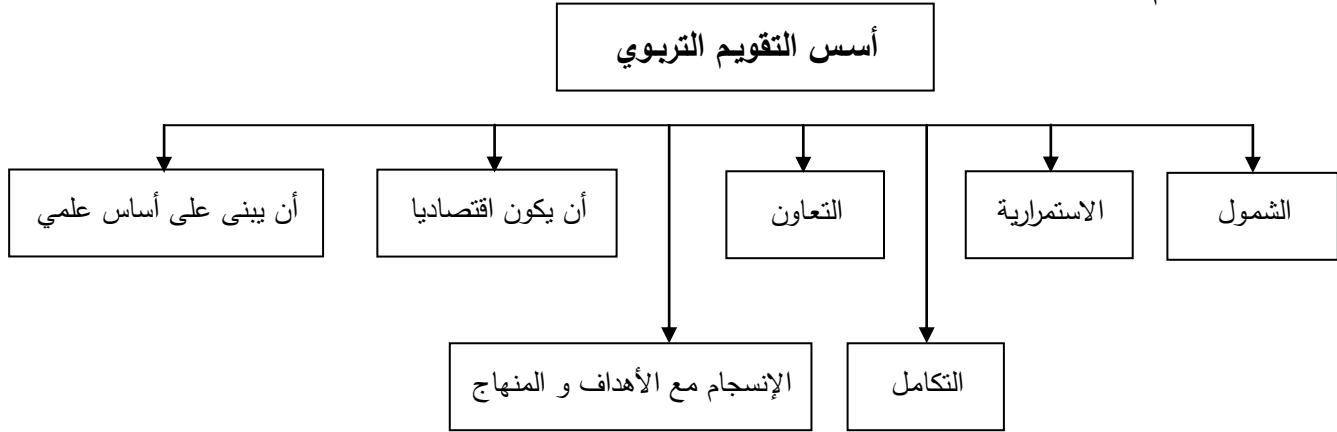 م
أسس التقويم التربوي
الشمول
الاستمرارية
التعاون
أن يكون اقتصاديا
أن يبنى على أساس علمي
التكامل
الإنسجام مع الأهداف و المنهاج